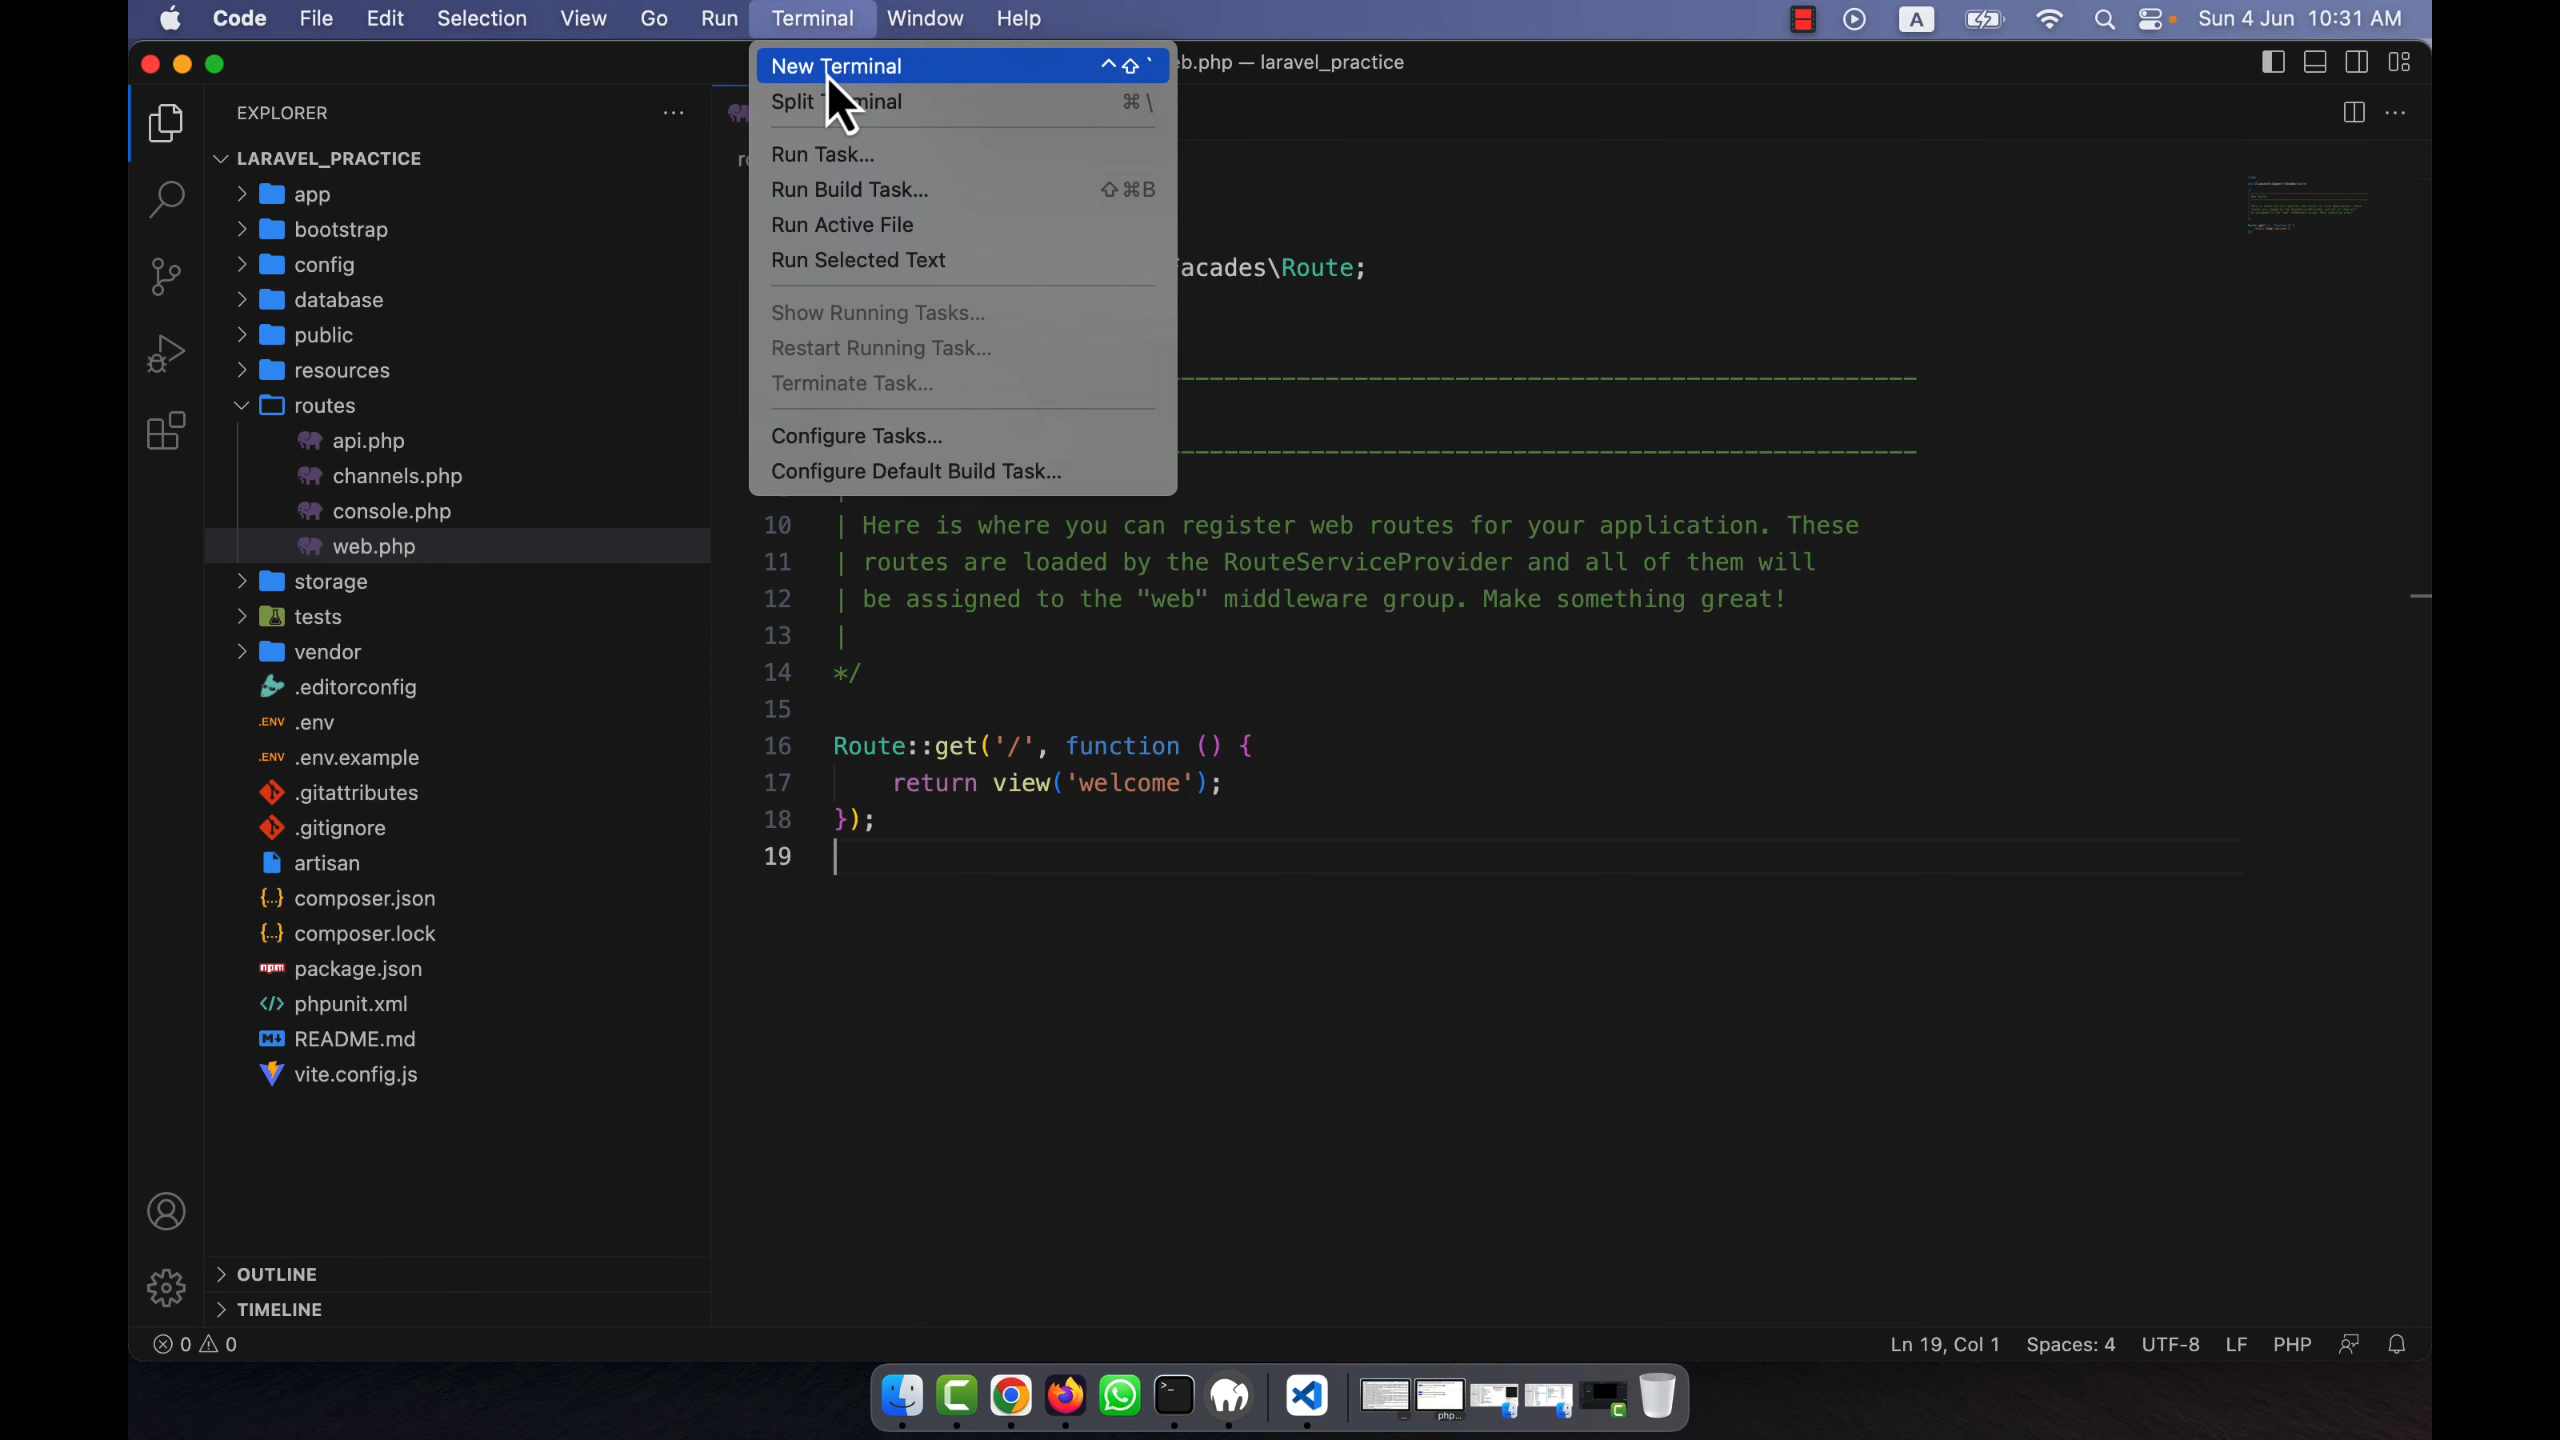 Code File Edit Selection View Go Run Terminal Window Help
A
Sun 4 Jun 10:31 AM
New Terminal ^⇧`
Split Terminal ⌘\
Run Task...
Run Build Task... ⇧⌘B
Run Active File
Run Selected Text
Show Running Tasks...
Restart Running Task...
Terminate Task...
Configure Tasks...
Configure Default Build Task...
b.php — laravel_practice
EXPLORER
LARAVEL_PRACTICE
app
bootstrap
config
database
public
resources
routes
api.php
channels.php
console.php
web.php
storage
tests
vendor
.editorconfig
.ENV .env
.ENV .env.example
.gitattributes
.gitignore
artisan
{..} composer.json
{..} composer.lock
npm package.json
</> phpunit.xml
M↓ README.md
vite.config.js
OUTLINE
TIMELINE
acades\Route;
10 | Here is where you can register web routes for your application. These
11 | routes are loaded by the RouteServiceProvider and all of them will
12 | be assigned to the "web" middleware group. Make something great!
13 |
14 */
15
16 Route::get('/', function () {
17 return view('welcome');
18 });
19
0 0
Ln 19, Col 1 Spaces: 4 UTF-8 LF PHP
php...